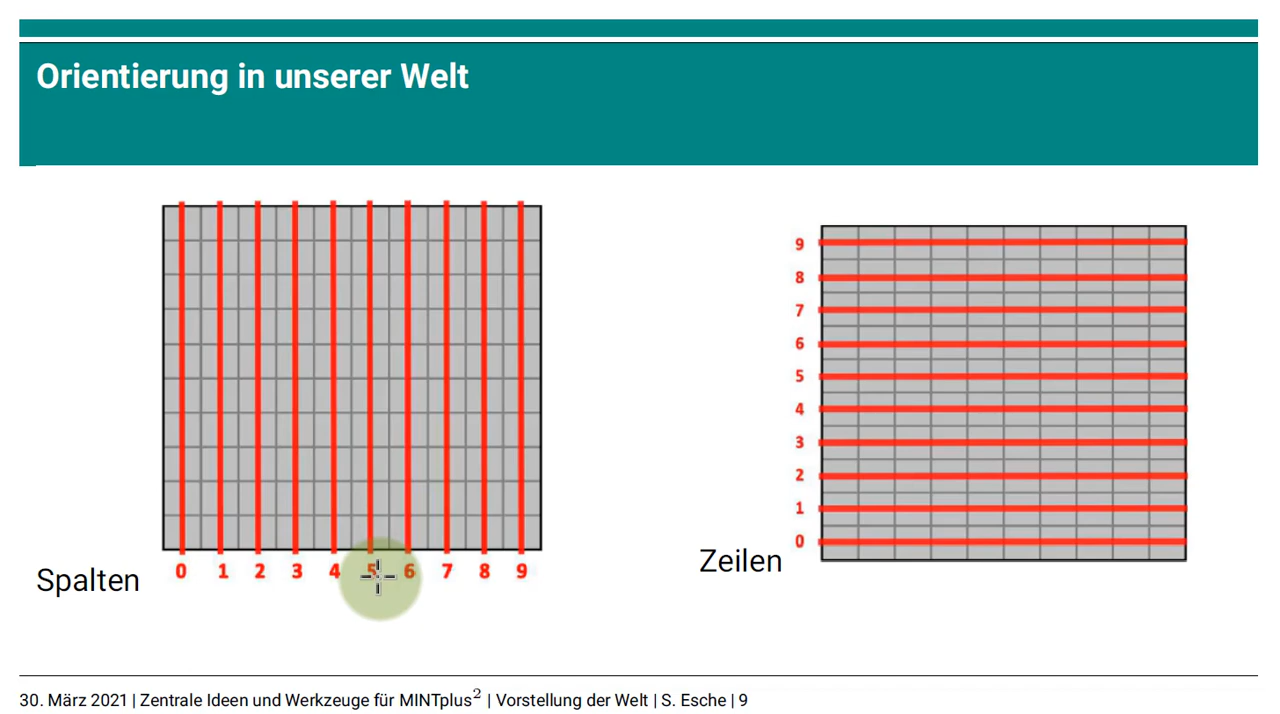 Orientierung in unserer Welt
Spalten
0 1 2 3 4 5 6 7 8 9
9
8
7
6
5
4
3
2
1
0
Zeilen
30. März 2021 | Zentrale Ideen und Werkzeuge für MINTplus² | Vorstellung der Welt | S. Esche | 9